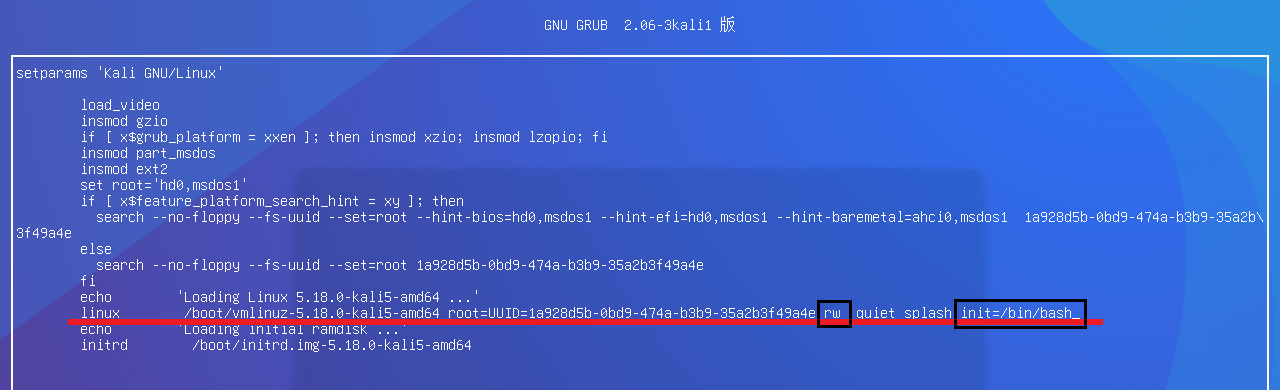 GNU GRUB  2.06-3kali1 版
setparams 'Kali GNU/Linux'
load_video
insmod gzio
if [ x$grub_platform = xxen ]; then insmod xzio; insmod lzopio; fi
insmod part_msdos
insmod ext2
set root='hd0,msdos1'
if [ x$feature_platform_search_hint = xy ]; then
search --no-floppy --fs-uuid --set=root --hint-bios=hd0,msdos1 --hint-efi=hd0,msdos1 --hint-baremetal=ahci0,msdos1  1a928d5b-0bd9-474a-b3b9-35a2b\
3f49a4e
else
search --no-floppy --fs-uuid --set=root 1a928d5b-0bd9-474a-b3b9-35a2b3f49a4e
fi
echo        'Loading Linux 5.18.0-kali5-amd64 ...'
linux        /boot/vmlinuz-5.18.0-kali5-amd64 root=UUID=1a928d5b-0bd9-474a-b3b9-35a2b3f49a4e rw  quiet splash init=/bin/bash_
echo        'Loading initial ramdisk ...'
initrd        /boot/initrd.img-5.18.0-kali5-amd64